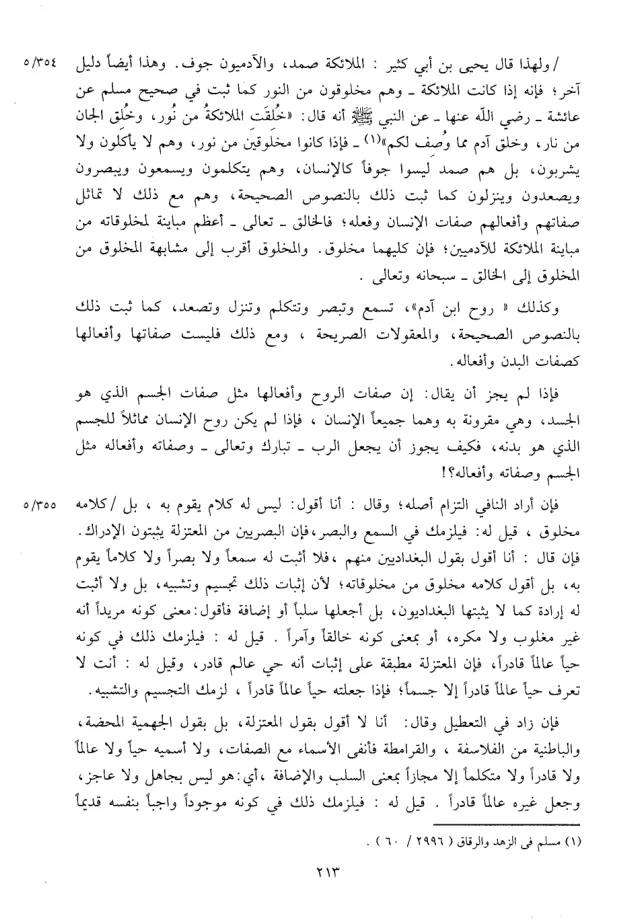 / ولهذا قال يحيى بن أبي كثير : الملائكة صمد، والآدميون جوف. وهذا أيضاً دليل ٥/٣٥٤
آخر؛ فإنه إذا كانت الملائكة ـ وهم مخلوقون من النور كما ثبت في صحيح مسلم عن
عائشة ـ رضي اللّه عنها ـ عن النبي ﷺ أنه قال: «خُلقَت الملائكةُ من نُور، وخُلق الجان
من نار، وخلق آدم مما وُصِف لكم»(١) ـ فإذا كانوا مخلوقين من نور، وهم لا يأكلون ولا
يشربون، بل هم صمد ليسوا جوفاً كالإنسان، وهم يتكلمون ويسمعون ويبصرون
ويصعدون وينزلون كما ثبت ذلك بالنصوص الصحيحة، وهم مع ذلك لا تماثل
صفاتهم وأفعالهم صفات الإنسان وفعله؛ فالخالق ـ تعالى ـ أعظم مباينة لمخلوقاته من
مباينة الملائكة للآدميين؛ فإن كليهما مخلوق. والمخلوق أقرب إلى مشابهة المخلوق من
المخلوق إلى الخالق ـ سبحانه وتعالى .
وكذلك « روح ابن آدم»، تسمع وتبصر وتتكلم وتنزل وتصعد، كما ثبت ذلك
بالنصوص الصحيحة، والمعقولات الصريحة ، ومع ذلك فليست صفاتها وأفعالها
كصفات البدن وأفعاله.
فإذا لم يجز أن يقال: إن صفات الروح وأفعالها مثل صفات الجسم الذي هو
الجسد، وهي مقرونة به وهما جميعاً الإنسان ، فإذا لم يكن روح الإنسان مماثلاً للجسم
الذي هو بدنه، فكيف يجوز أن يجعل الرب ـ تبارك وتعالى ـ وصفاته وأفعاله مثل
الجسم وصفاته وأفعاله؟!
فإن أراد النافي التزام أصله؛ وقال : أنا أقول: ليس له كلام يقوم به ، بل /كلامه ٥/٣٥٥
مخلوق ، قيل له: فيلزمك في السمع والبصر،فإن البصريين من المعتزلة يثبتون الإدراك.
فإن قال : أنا أقول بقول البغداديين منهم ،فلا أثبت له سمعاً ولا بصراً ولا كلاماً يقوم
به، بل أقول كلامه مخلوق من مخلوقاته؛ لأن إثبات ذلك تجسيم وتشبيه، بل ولا أثبت
له إرادة كما لا يثبتها البغداديون، بل أجعلها سلباً أو إضافة فأقول:معنى كونه مريداً أنه
غير مغلوب ولا مكره، أو بمعنى كونه خالقاً وآمراً . قيل له : فيلزمك ذلك في كونه
حياً عالماً قادراً، فإن المعتزلة مطبقة على إثبات أنه حي عالم قادر، وقيل له : أنت لا
تعرف حياً عالماً قادراً إلا جسماً؛ فإذا جعلته حياً عالماً قادراً ، لزمك التجسيم والتشبيه.
فإن زاد في التعطيل وقال: أنا لا أقول بقول المعتزلة، بل بقول الجهمية المحضة،
والباطنية من الفلاسفة ، والقرامطة فأنفى الأسماء مع الصفات، ولا أسميه حياً ولا عالماً
ولا قادراً ولا متكلماً إلا مجازاً بمعنى السلب والإضافة ،أي:هو ليس بجاهل ولا عاجز،
وجعل غيره عالماً قادراً . قيل له : فيلزمك ذلك في كونه موجوداً واجباً بنفسه قديماً
(١) مسلم فى الزهد والرقاق ( ٢٩٩٦ / ٦٠ ) .
٢١٣